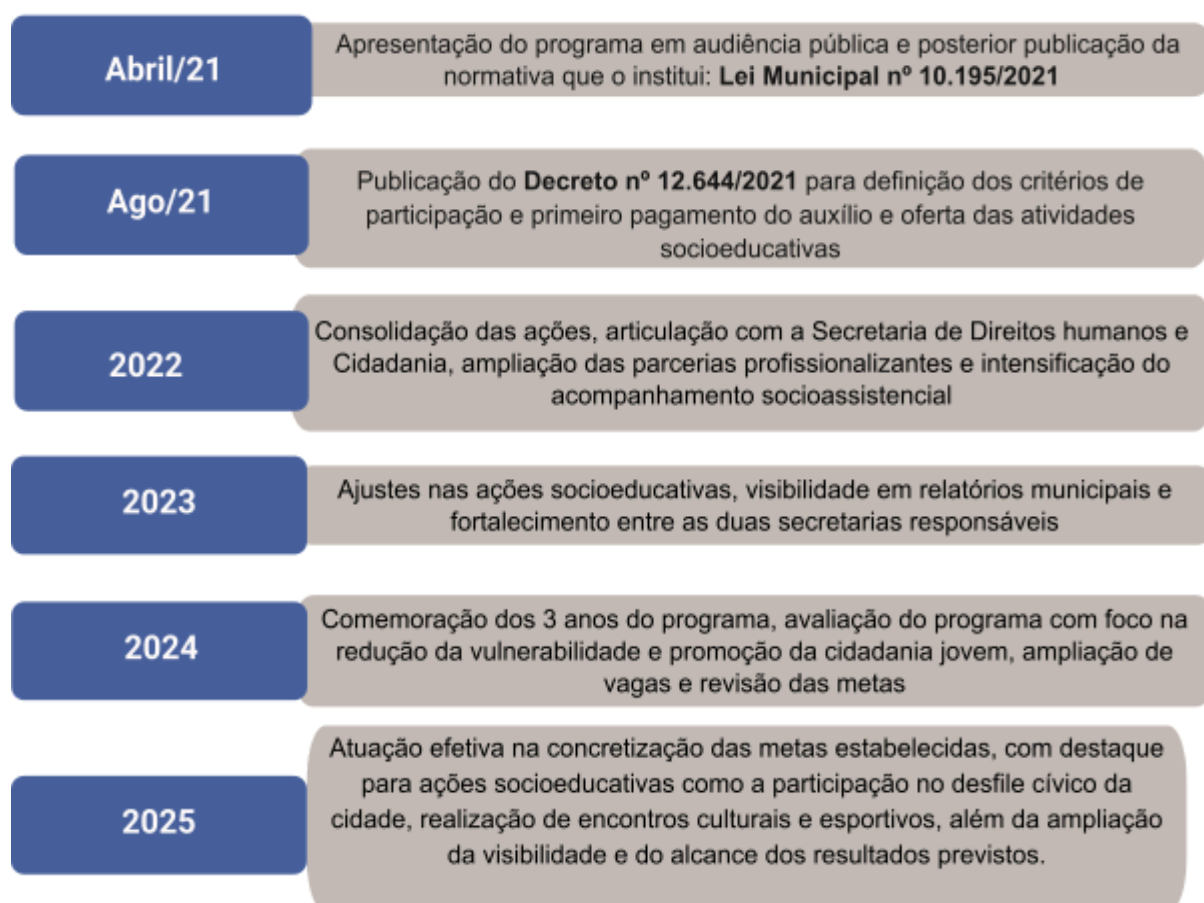 Abril/21
Apresentação do programa em audiência pública e posterior publicação da
normativa que o institui: Lei Municipal nº 10.195/2021
Ago/21
Publicação do Decreto nº 12.644/2021 para definição dos critérios de
participação e primeiro pagamento do auxílio e oferta das atividades
socioeducativas
2022
Consolidação das ações, articulação com a Secretaria de Direitos humanos e
Cidadania, ampliação das parcerias profissionalizantes e intensificação do
acompanhamento socioassistencial
2023
Ajustes nas ações socioeducativas, visibilidade em relatórios municipais e
fortalecimento entre as duas secretarias responsáveis
2024
Comemoração dos 3 anos do programa, avaliação do programa com foco na
redução da vulnerabilidade e promoção da cidadania jovem, ampliação de
vagas e revisão das metas
2025
Atuação efetiva na concretização das metas estabelecidas, com destaque
para ações socioeducativas como a participação no desfile cívico da
cidade, realização de encontros culturais e esportivos, além da ampliação
da visibilidade e do alcance dos resultados previstos.